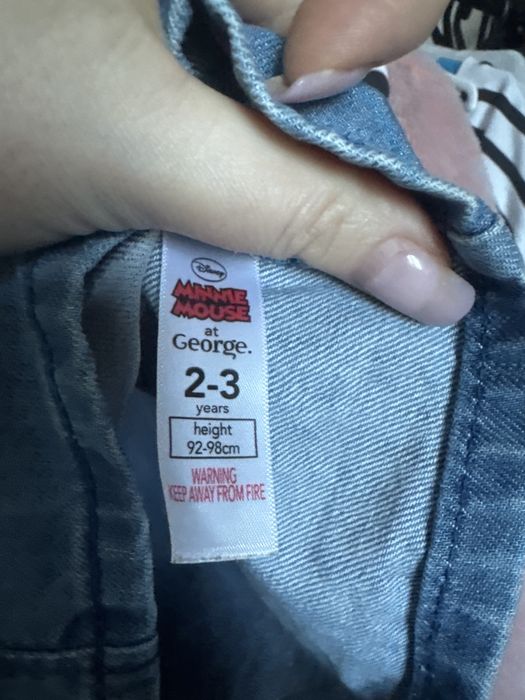 Disney
MINNIE
MOUSE
at
George.
2-3
years
height
92-98cm
WARNING
KEEP AWAY FROM FIRE